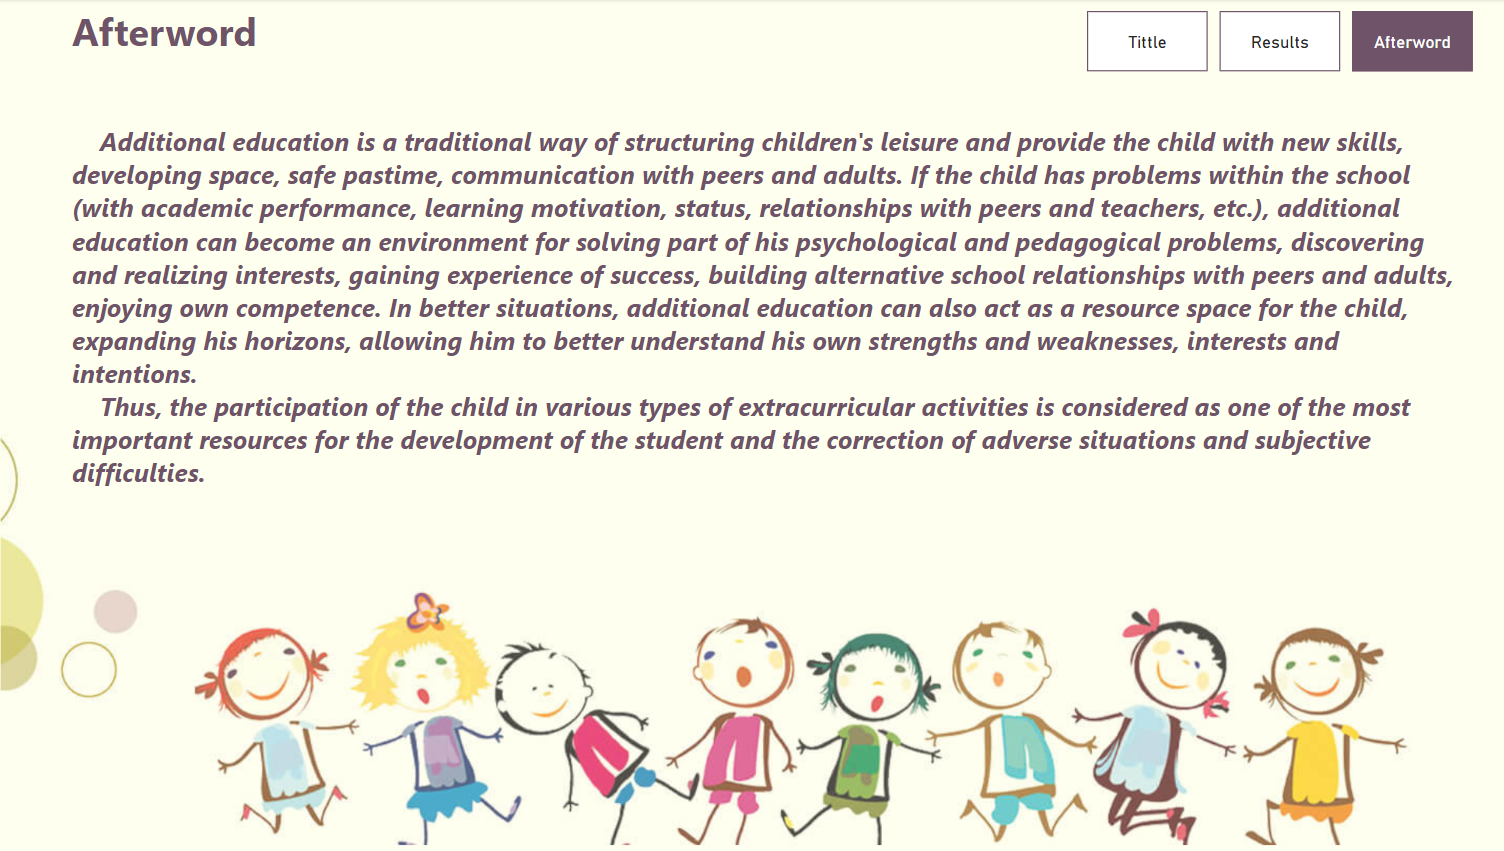 Afterword
Tittle
Results
Afterword
Additional education is a traditional way of structuring children's leisure and provide the child with new skills,
developing space, safe pastime, communication with peers and adults. If the child has problems within the school
(with academic performance, learning motivation, status, relationships with peers and teachers, etc.), additional
education can become an environment for solving part of his psychological and pedagogical problems, discovering
and realizing interests, gaining experience of success, building alternative school relationships with peers and adults,
enjoying own competence. In better situations, additional education can also act as a resource space for the child,
expanding his horizons, allowing him to better understand his own strengths and weaknesses, interests and
intentions.
Thus, the participation of the child in various types of extracurricular activities is considered as one of the most
important resources for the development of the student and the correction of adverse situations and subjective
difficulties.